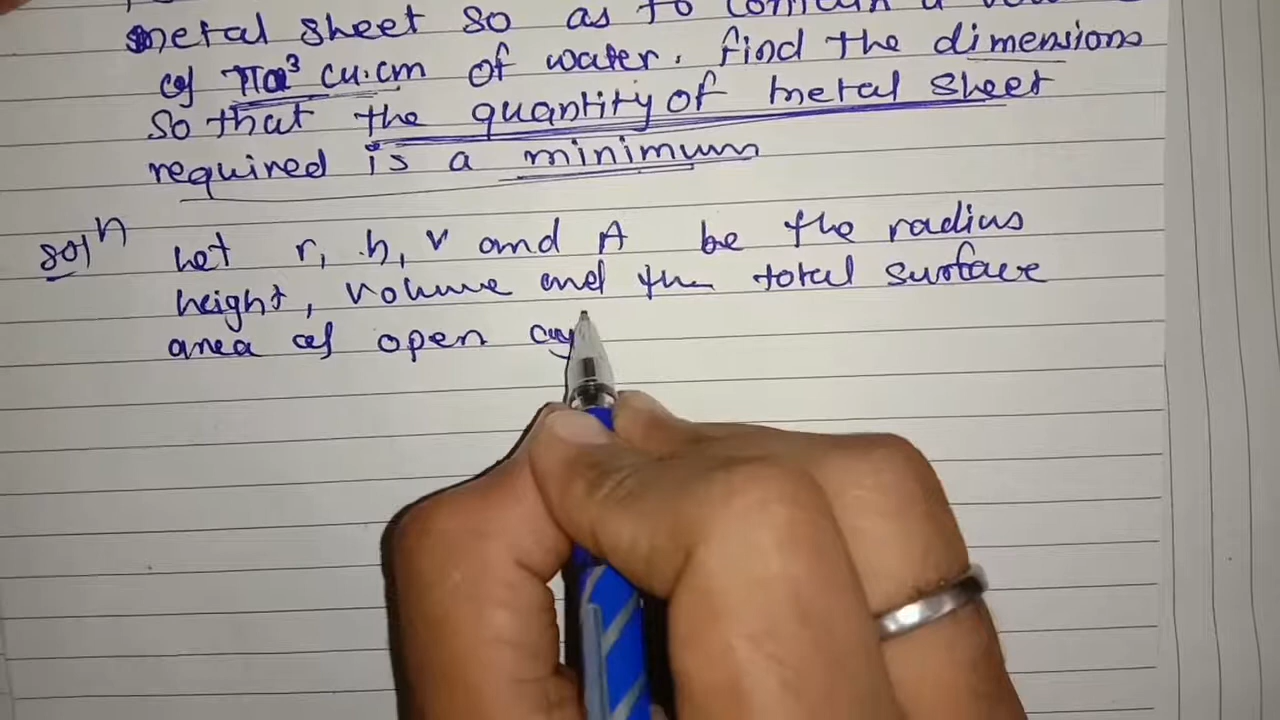 metal sheet so as to contain a
of πa³ cu.cm of water. find the dimensions
So that the quantity of metal sheet
required is a minimum
solⁿ Let r, h, v and A be the radius
height, volume and the total surface
area of open cy